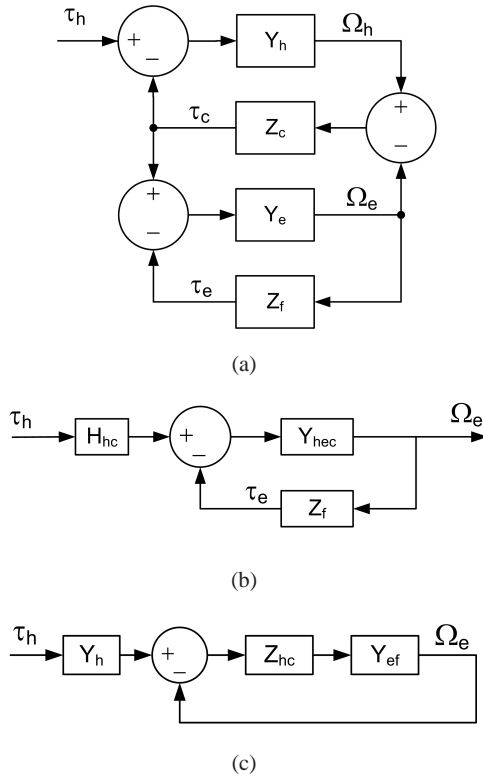 τh + − Yh Ωh
τc Zc + −
+ − Ye Ωe
τe Zf
(a)
τh Hhc + − Yhec Ωe
τe Zf
(b)
τh Yh + − Zhc Yef Ωe
(c)